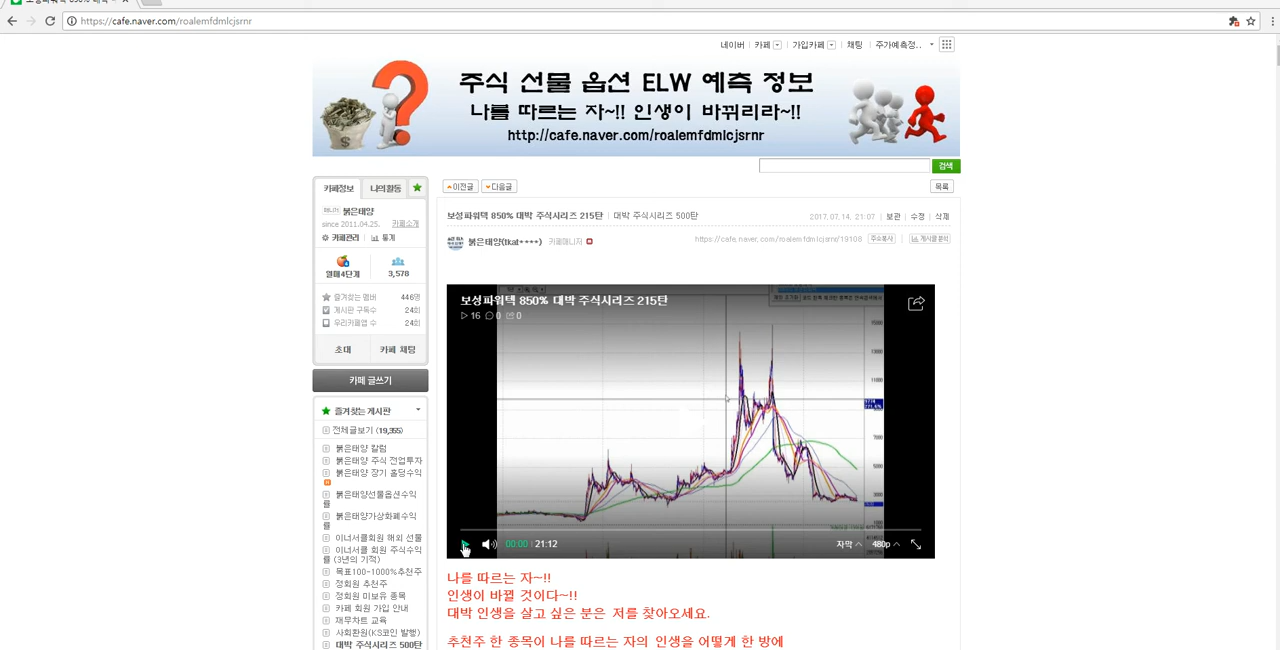 https://cafe.naver.com/roalemfdmlcjsrnr
네이버 카페 가입카페 채팅 주가예측정..
주식 선물 옵션 ELW 예측 정보
나를 따르는 자~!! 인생이 바뀌리라~!!
http://cafe.naver.com/roalemfdmlcjsrnr
검색
카페정보 나의활동
이전글 다음글 목록
매니저 붉은태양
since 2011.04.25. 카페소개
카페관리 통계
열매4단계 3,578
즐겨찾는 멤버 446명
게시판 구독수 24회
우리카페앱 수 24회
초대 카페 채팅
카페 글쓰기
즐겨찾는 게시판
전체글보기 (19,355)
붉은태양 칼럼
붉은태양 주식 전업투자
붉은태양 장기 홀딩수익
붉은태양선물옵션수익
률
붉은태양가상화폐수익
률
이너서클회원 해외 선물
이너서클 회원 주식수익
률 (3년의 기적)
목표100-1000%추천주
정회원 추천주
정회원 미보유 종목
카페 회원 가입 안내
재무차트 교육
사회환원(KS코인 발행)
대박 주식시리즈 500탄
보성파워텍 850% 대박 주식시리즈 215탄 대박 주식시리즈 500탄
2017.07.14. 21:07 보관 수정 삭제
붉은태양(tkat****) 카페매니저
https://cafe.naver.com/roalemfdmlcjsrnr/19108 주소복사 게시글 분석
보성파워텍 850% 대박 주식시리즈 215탄
16 0 0
00:00 21:12
자막 480p
나를 따르는 자~!!
인생이 바뀔 것이다~!!
대박 인생을 살고 싶은 분은 저를 찾아오세요.
추천주 한 종목이 나를 따르는 자의 인생을 어떻게 한 방에